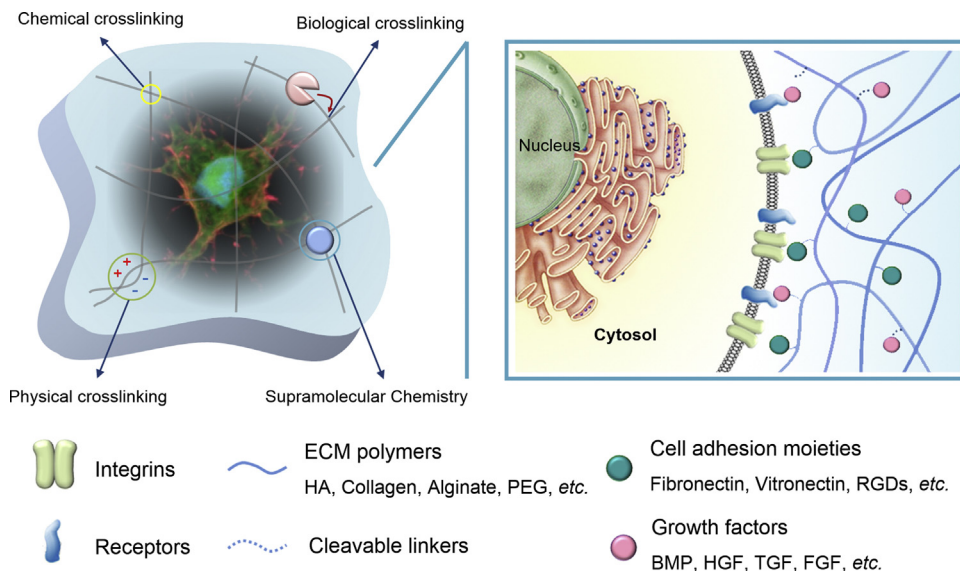 Chemical crosslinking
Biological crosslinking
Nucleus
+
+
+
-
-
Cytosol
Physical crosslinking
Supramolecular Chemistry
Integrins
ECM polymers
HA, Collagen, Alginate, PEG, etc.
Cell adhesion moieties
Fibronectin, Vitronectin, RGDs, etc.
Receptors
Cleavable linkers
Growth factors
BMP, HGF, TGF, FGF, etc.